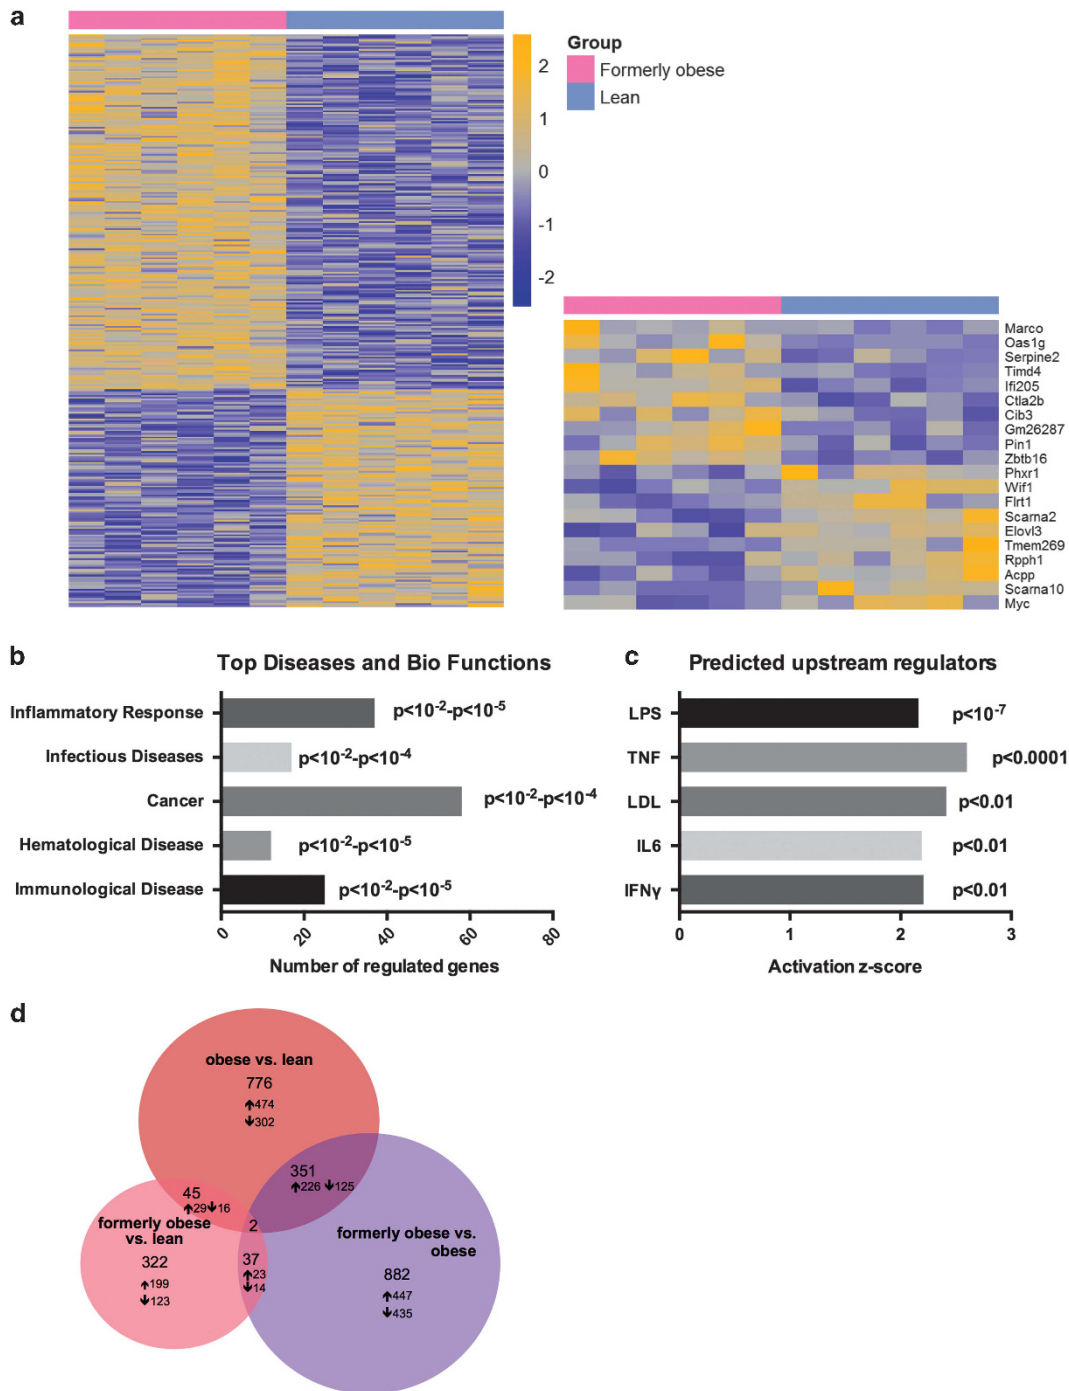 a
Group
Formerly obese
Lean
2
1
0
-1
-2
Marco
Oas1g
Serpine2
Timd4
Ifi205
Ctla2b
Cib3
Gm26287
Pin1
Zbtb16
Phxr1
Wif1
Flrt1
Scarna2
Elovl3
Tmem269
Rpph1
Acpp
Scarna10
Myc
b
Top Diseases and Bio Functions
Inflammatory Response
p<10-2-p<10-5
Infectious Diseases
p<10-2-p<10-4
Cancer
p<10-2-p<10-4
Hematological Disease
p<10-2-p<10-5
Immunological Disease
p<10-2-p<10-5
0
20
40
60
80
Number of regulated genes
c
Predicted upstream regulators
LPS
p<10-7
TNF
p<0.0001
LDL
p<0.01
IL6
p<0.01
IFNγ
p<0.01
0
1
2
3
Activation z-score
d
obese vs. lean
776
↑474
↓302
351
↑226 ↓125
45
↑29↓16
formerly obese
vs. lean
322
↑199
↓123
2
37
↑23
↓14
formerly obese vs.
obese
882
↑447
↓435